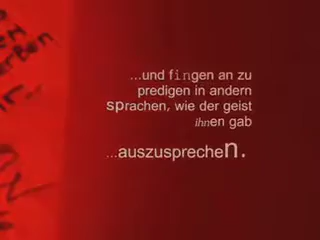 ...und fingen an zu
predigen in andern
sprachen, wie der geist
ihnen gab
...auszusprechen.